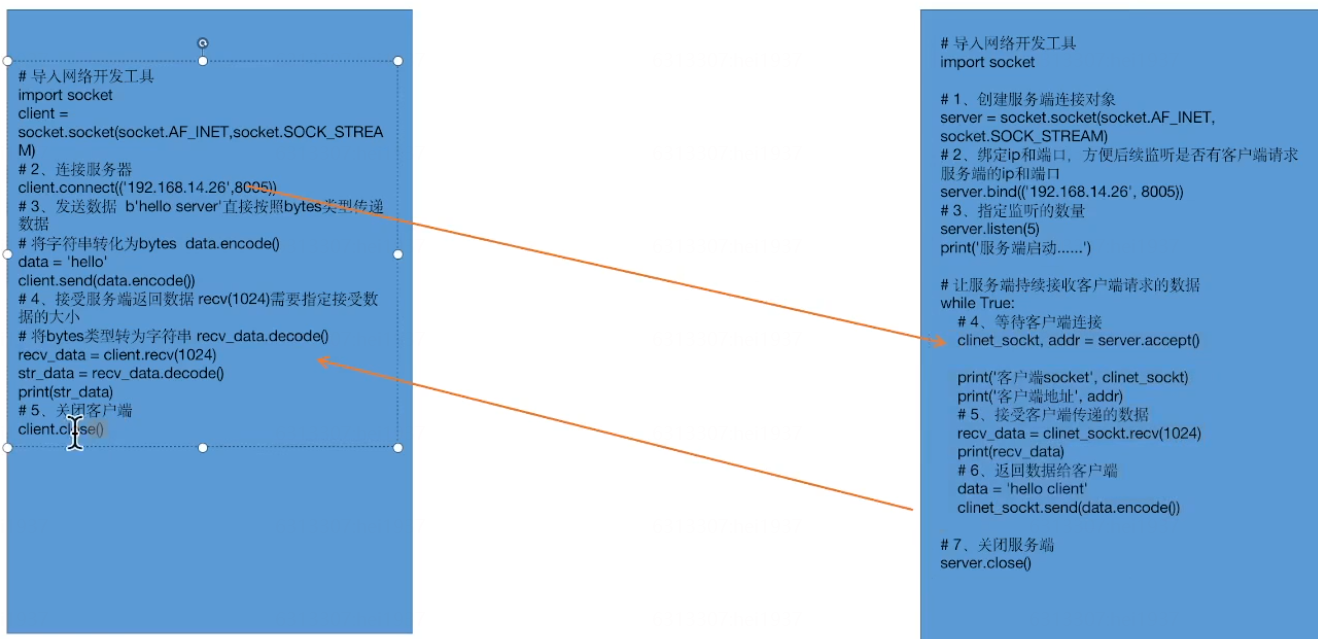 # 导入网络开发工具
import socket
client =
socket.socket(socket.AF_INET,socket.SOCK_STREA
M)
# 2、连接服务器
client.connect(('192.168.14.26',8005))
# 3、发送数据  b'hello server'直接按照bytes类型传递
数据
# 将字符串转化为bytes  data.encode()
data = 'hello'
client.send(data.encode())
# 4、接受服务端返回数据 recv(1024)需要指定接受数
据的大小
# 将bytes类型转为字符串 recv_data.decode()
recv_data = client.recv(1024)
str_data = recv_data.decode()
print(str_data)
# 5、关闭客户端
client.close()
# 导入网络开发工具
import socket
# 1、创建服务端连接对象
server = socket.socket(socket.AF_INET,
socket.SOCK_STREAM)
# 2、绑定ip和端口，方便后续监听是否有客户端请求
服务端的ip和端口
server.bind(('192.168.14.26', 8005))
# 3、指定监听的数量
server.listen(5)
print('服务端启动......')
# 让服务端持续接收客户端请求的数据
while True:
# 4、等待客户端连接
clinet_sockt, addr = server.accept()
print('客户端socket', clinet_sockt)
print('客户端地址', addr)
# 5、接受客户端传递的数据
recv_data = clinet_sockt.recv(1024)
print(recv_data)
# 6、返回数据给客户端
data = 'hello client'
clinet_sockt.send(data.encode())
# 7、关闭服务端
server.close()